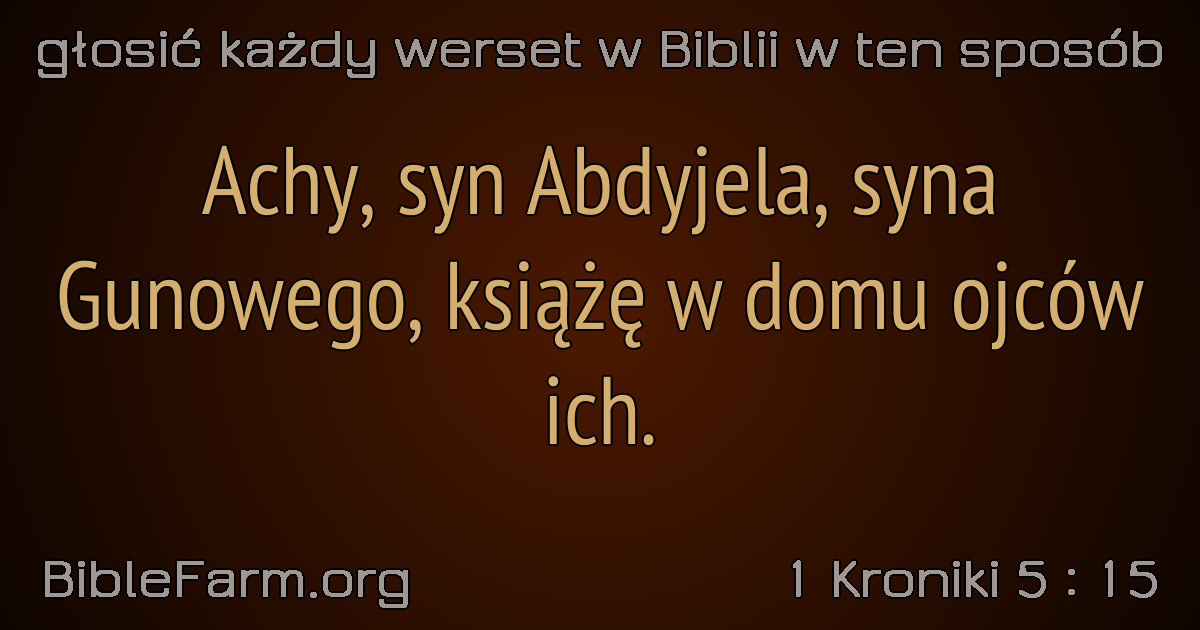 głosić każdy werset w Biblii w ten sposób
Achy, syn Abdyjela, syna
Gunowego, książę w domu ojców
ich.
BibleFarm.org
1 Kroniki 5 : 15